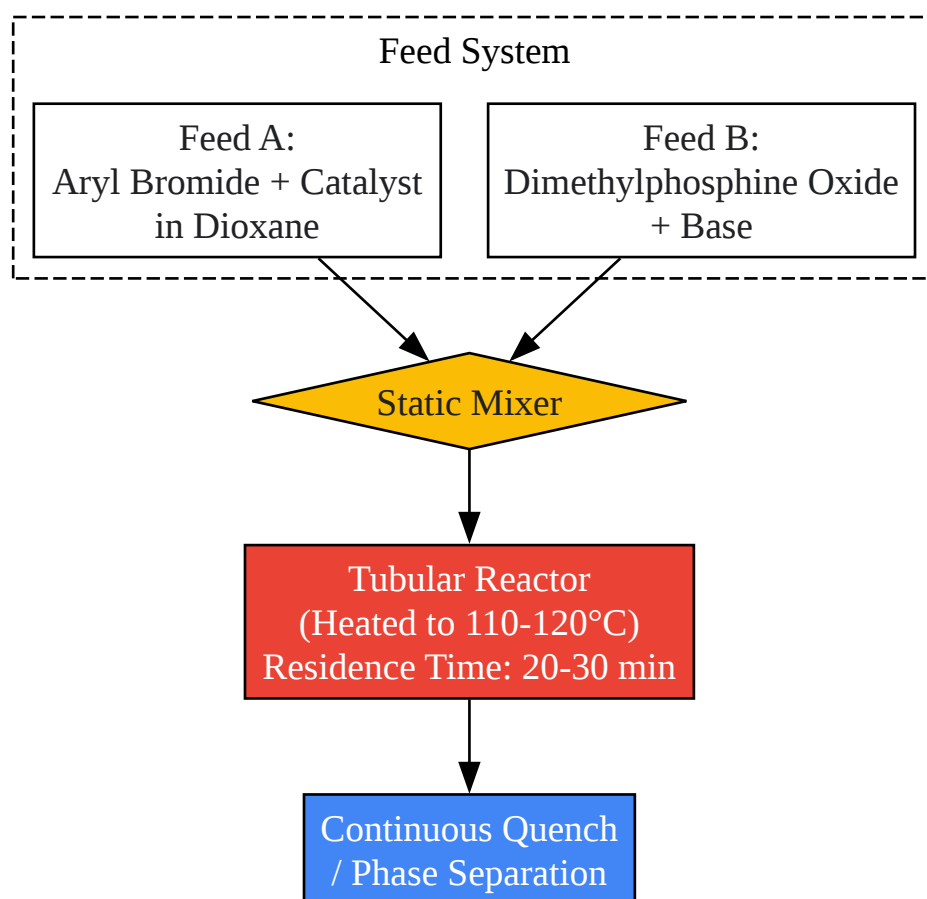 Feed System
Feed A:
Aryl Bromide + Catalyst
in Dioxane
Feed B:
Dimethylphosphine Oxide
+ Base
Static Mixer
Tubular Reactor
(Heated to 110-120°C)
Residence Time: 20-30 min
Continuous Quench
/ Phase Separation